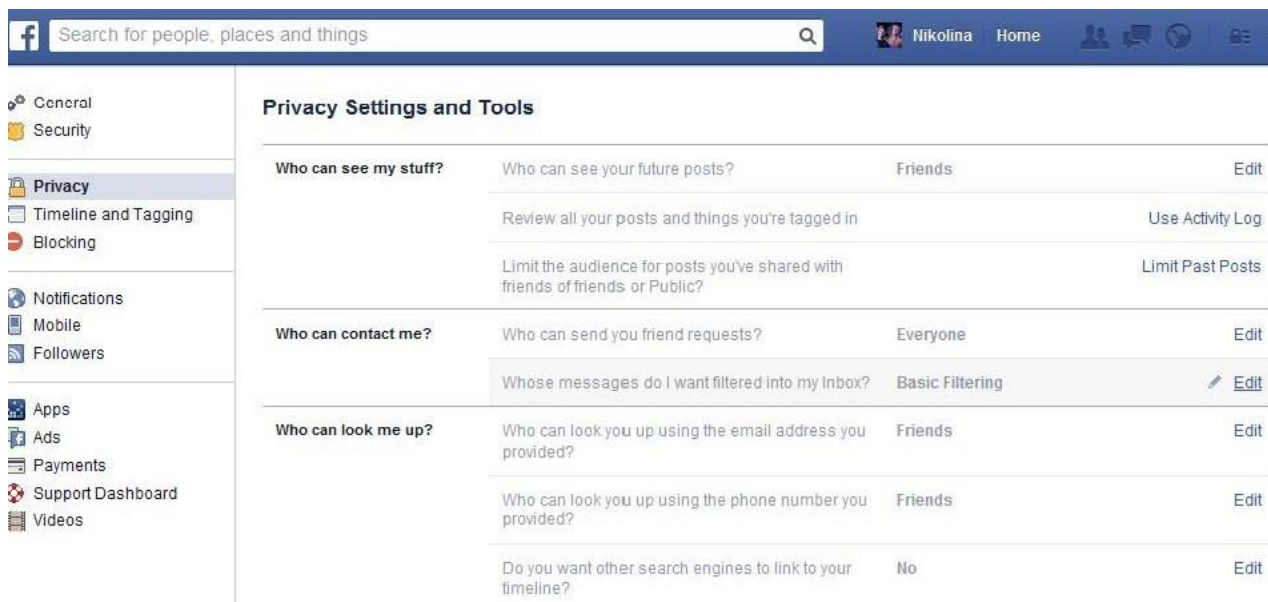 f
Search for people, places and things
Nikolina
Home
General
Security
Privacy
Timeline and Tagging
Blocking
Notifications
Mobile
Followers
Apps
Ads
Payments
Support Dashboard
Videos
Privacy Settings and Tools
Who can see my stuff?
Who can see your future posts?
Friends
Edit
Review all your posts and things you're tagged in
Use Activity Log
Limit the audience for posts you've shared with
friends of friends or Public?
Limit Past Posts
Who can contact me?
Who can send you friend requests?
Everyone
Edit
Whose messages do I want filtered into my Inbox?
Basic Filtering
Edit
Who can look me up?
Who can look you up using the email address you
provided?
Friends
Edit
Who can look you up using the phone number you
provided?
Friends
Edit
Do you want other search engines to link to your
timeline?
No
Edit